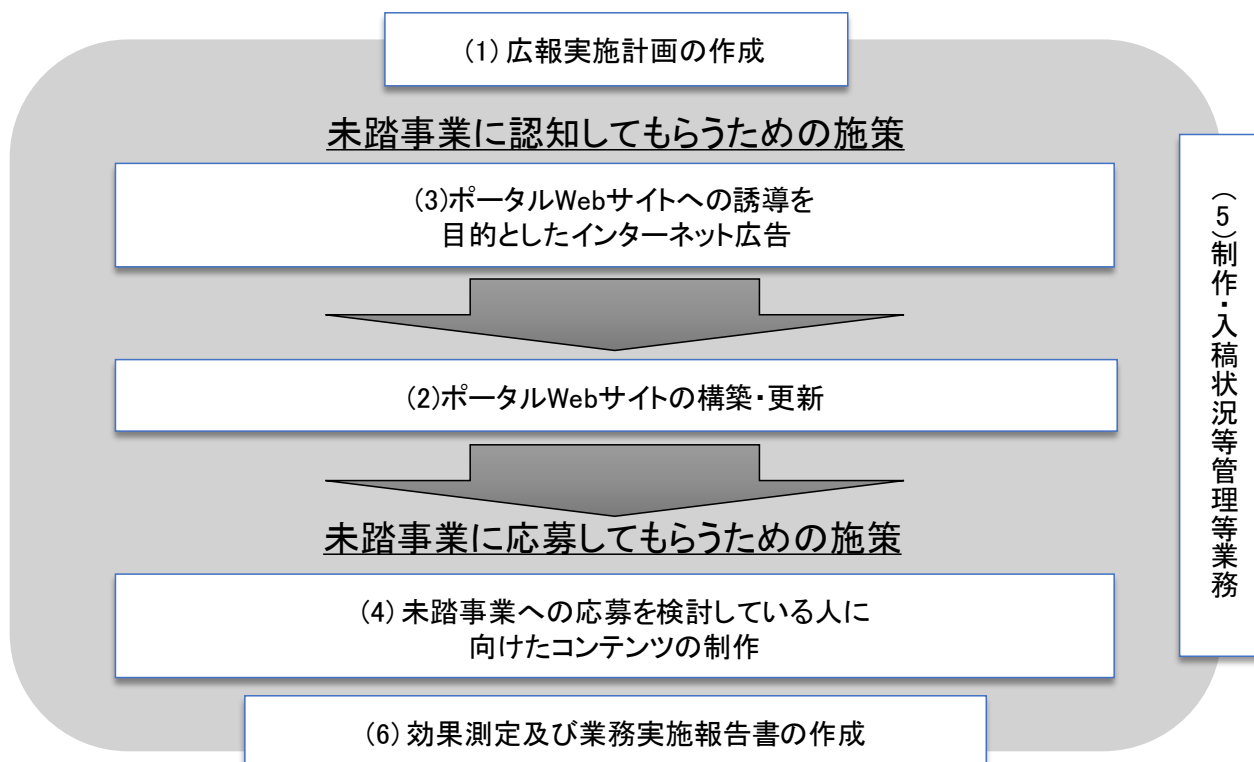 (1) 広報実施計画の作成
未踏事業に認知してもらうための施策
(3)ポータルWebサイトへの誘導を
目的としたインターネット広告
(2)ポータルWebサイトの構築・更新
未踏事業に応募してもらうための施策
(4) 未踏事業への応募を検討している人に
向けたコンテンツの制作
(6) 効果測定及び業務実施報告書の作成
(5)制作・入稿状況等管理等業務